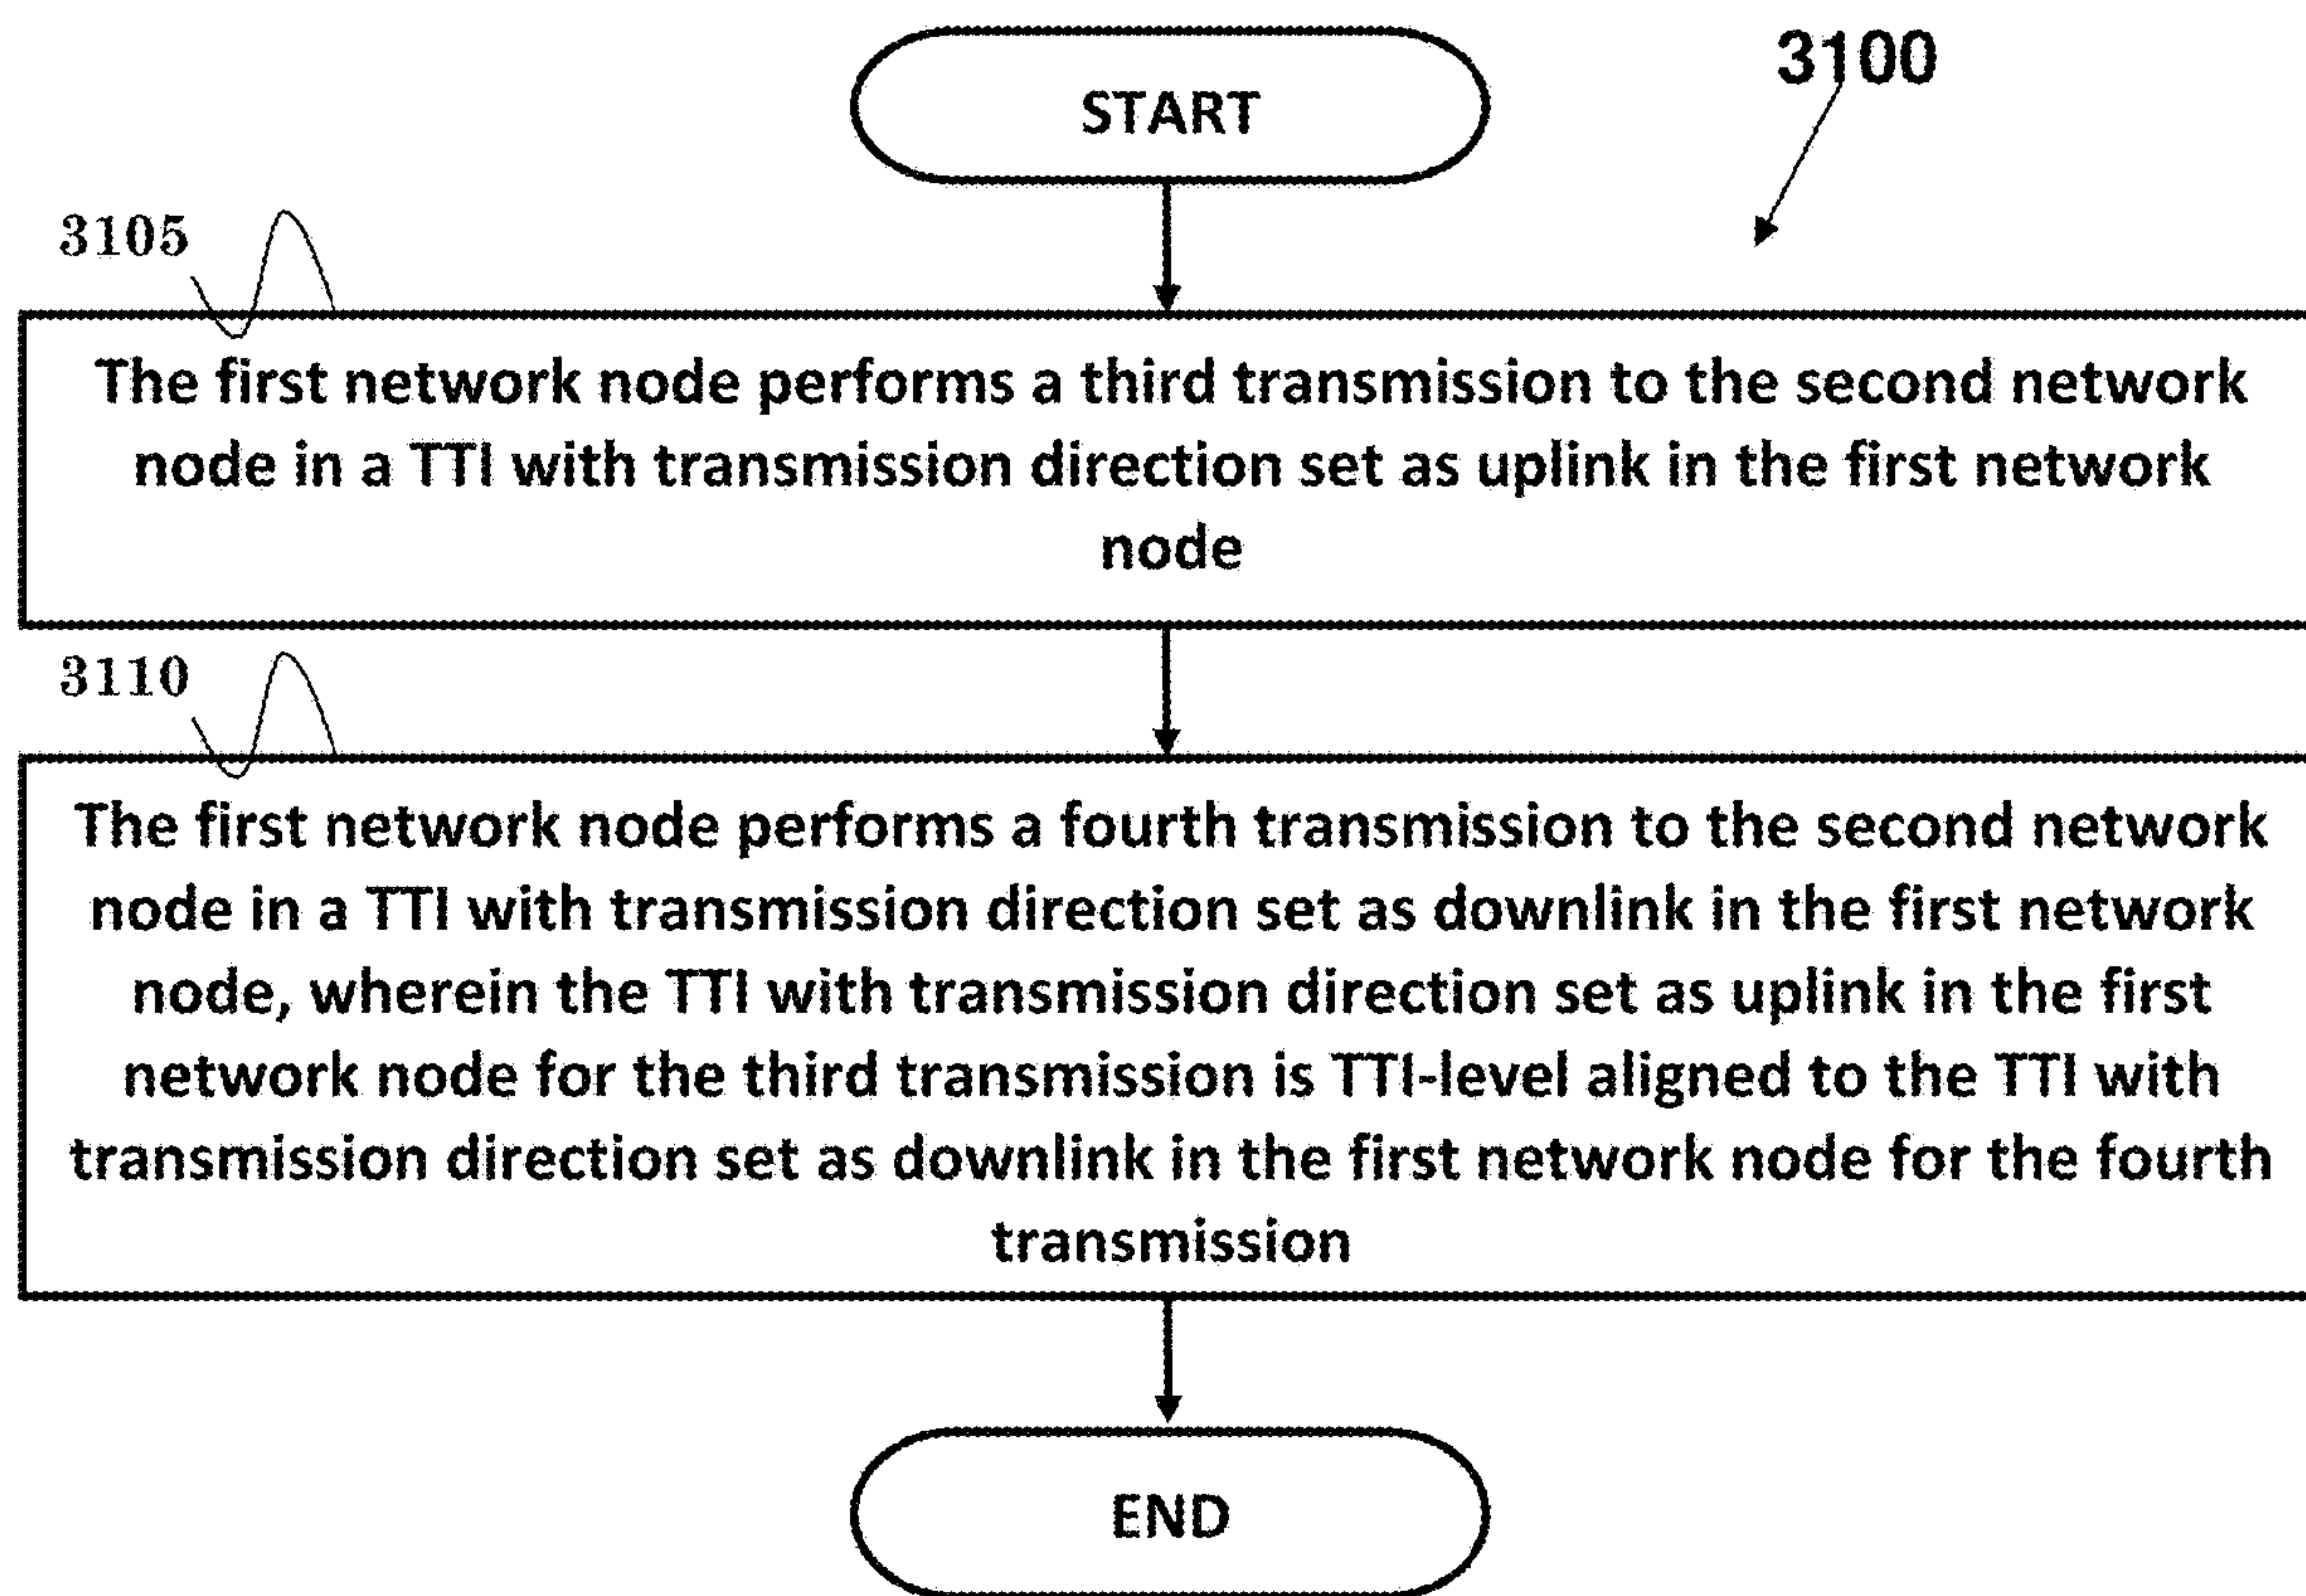 START
3100
3105
The first network node performs a third transmission to the second network
node in a TTI with transmission direction set as uplink in the first network
node
3110
The first network node performs a fourth transmission to the second network
node in a TTI with transmission direction set as downlink in the first network
node, wherein the TTI with transmission direction set as uplink in the first
network node for the third transmission is TTI-level aligned to the TTI with
transmission direction set as downlink in the first network node for the fourth
transmission
END